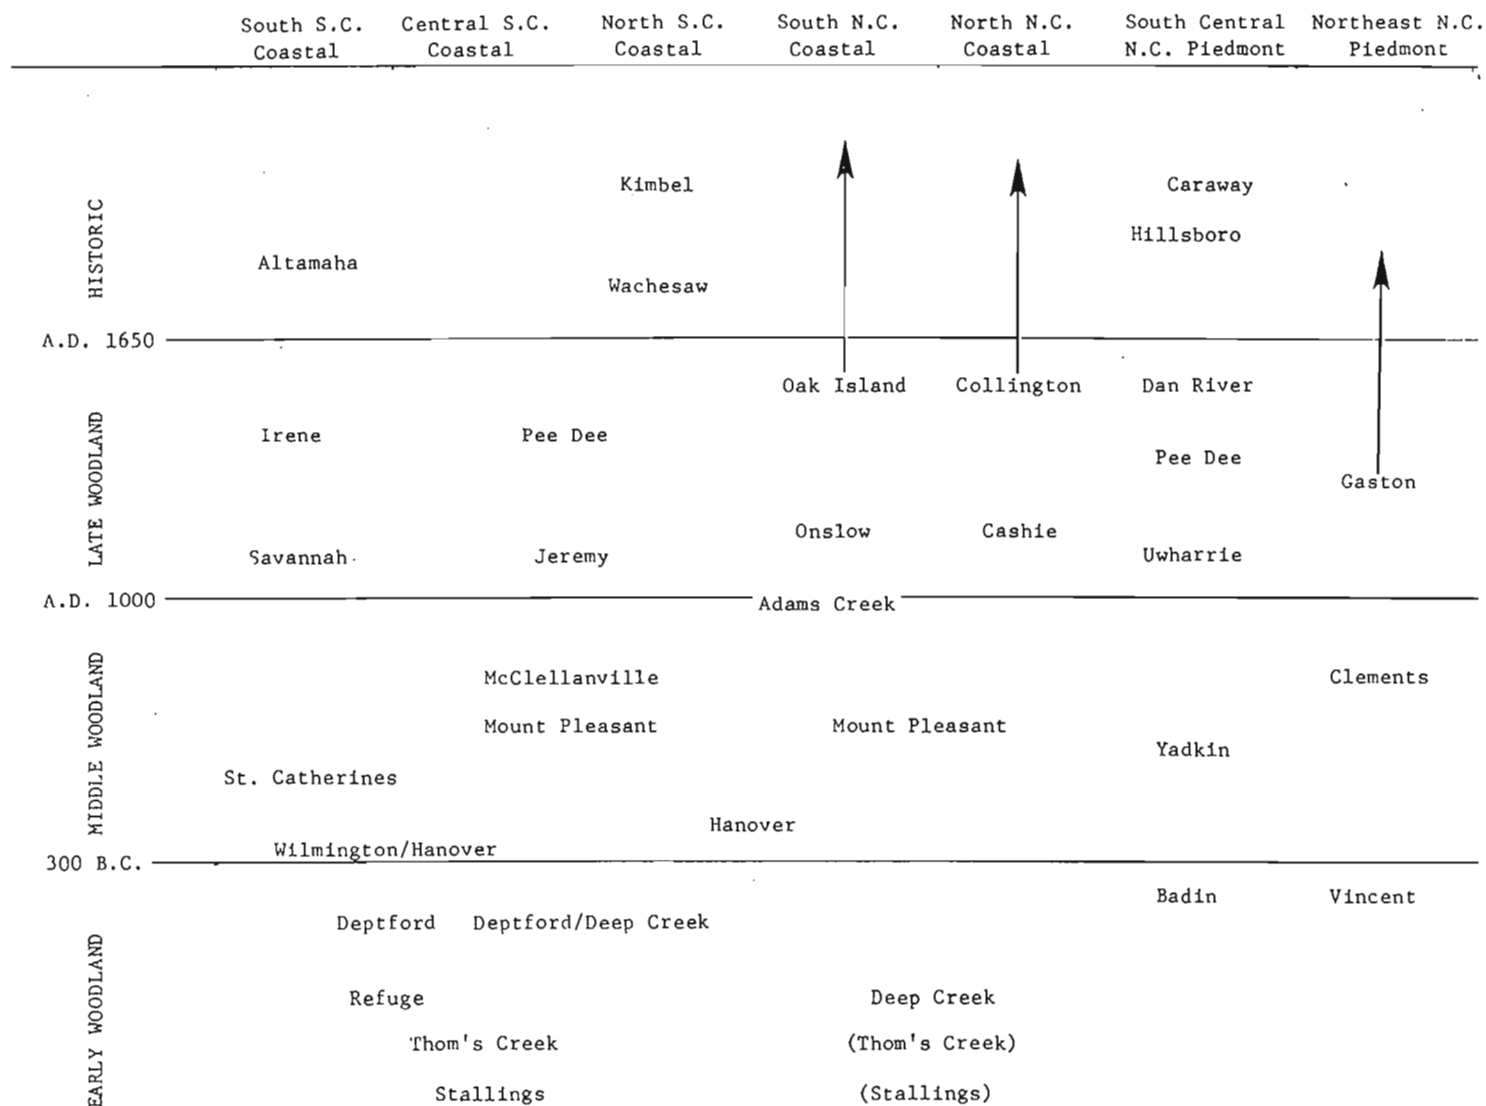 South S.C. Central S.C. North S.C. South N.C. North N.C. South Central Northeast N.C.
Coastal Coastal Coastal Coastal Coastal N.C. Piedmont Piedmont
HISTORIC
Kimbel Caraway
Hillsboro
Altamaha
Wachesaw
A.D. 1650
LATE WOODLAND
Oak Island Collington Dan River
Irene Pee Dee
Pee Dee
Gaston
Onslow Cashie
Savannah Jeremy Uwharrie
A.D. 1000
Adams Creek
MIDDLE WOODLAND
McClellanville Clements
Mount Pleasant Mount Pleasant
Yadkin
St. Catherines
Hanover
Wilmington/Hanover
300 B.C.
EARLY WOODLAND
Badin Vincent
Deptford Deptford/Deep Creek
Refuge Deep Creek
Thom's Creek (Thom's Creek)
Stallings (Stallings)